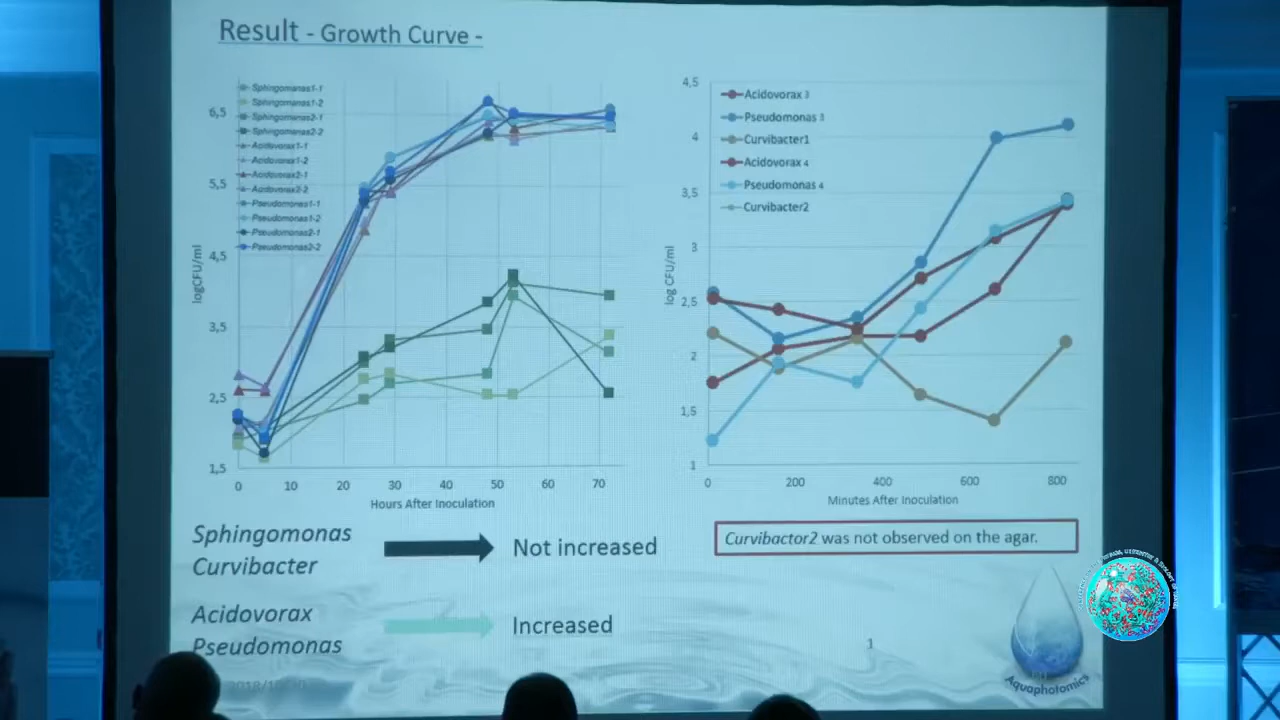 Result - Growth Curve -
Sphingomanas1-1
Sphingomanas1-2
Sphingomanas2-1
Sphingomanas2-2
Acidovorax1-1
Acidovorax1-2
Acidovorax2-1
Acidovorax2-2
Pseudomonas1-1
Pseudomonas1-2
Pseudomonas2-1
Pseudomonas2-2
logCFU/ml
6,5
5,5
4,5
3,5
2,5
1,5
0 10 20 30 40 50 60 70
Hours After Inoculation
Acidovorax 3
Pseudomonas 3
Curvibacter1
Acidovorax 4
Pseudomonas 4
Curvibacter2
log CFU/ml
4,5
4
3,5
3
2,5
2
1,5
1
0 200 400 600 800
Minutes After Inoculation
Sphingomonas
Curvibacter
Not increased
Acidovorax
Pseudomonas
Increased
Curvibactor2 was not observed on the agar.
1
Aquaphotomics